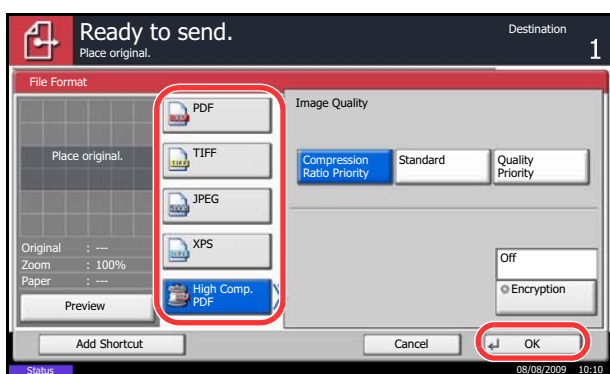 Ready to send.
Destination
Place original.
1
File Format
Place original.
Original : ---
Zoom : 100%
Paper : ---
Preview
PDF
TIFF
JPEG
XPS
High Comp.
PDF
Image Quality
Compression
Ratio Priority
Standard
Quality
Priority
Off
Encryption
Add Shortcut
Cancel
OK
Status
08/08/2009 10:10